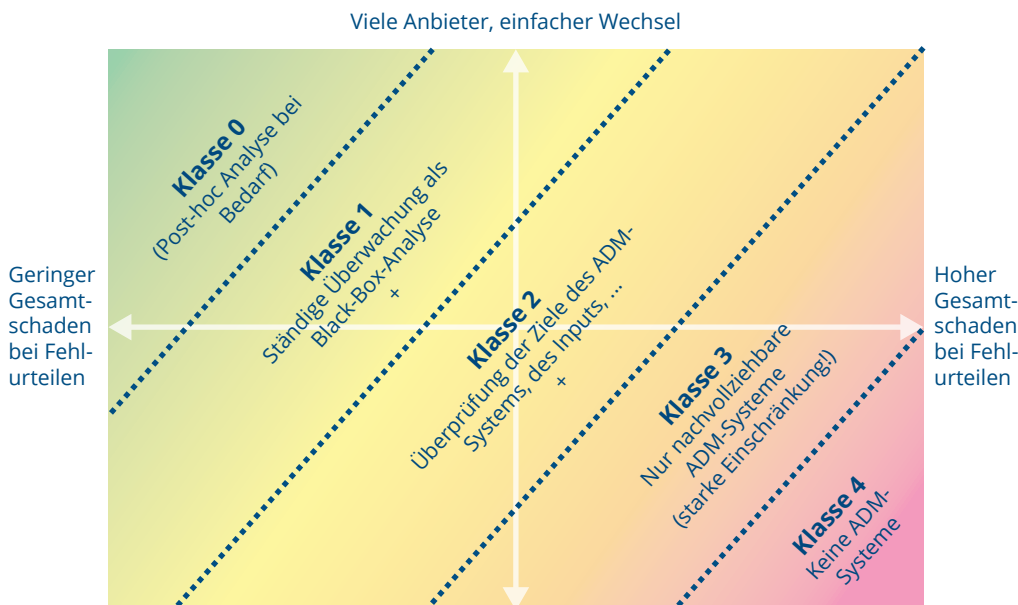 Viele Anbieter, einfacher Wechsel
Klasse 0
(Post-hoc Analyse bei
Bedarf)
Klasse 1
Ständige Überwachung als
Black-Box-Analyse
+
Geringer
Gesamt-
schaden
bei Fehl-
urteilen
Klasse 2
Überprüfung der Ziele des ADM-
Systems, des Inputs, ...
+
Klasse 3
Nur nachvollziehbare
ADM-Systeme
(starke Einschränkung!)
Hoher
Gesamt-
schaden
bei Fehl-
urteilen
Klasse 4
Keine ADM-
Systeme